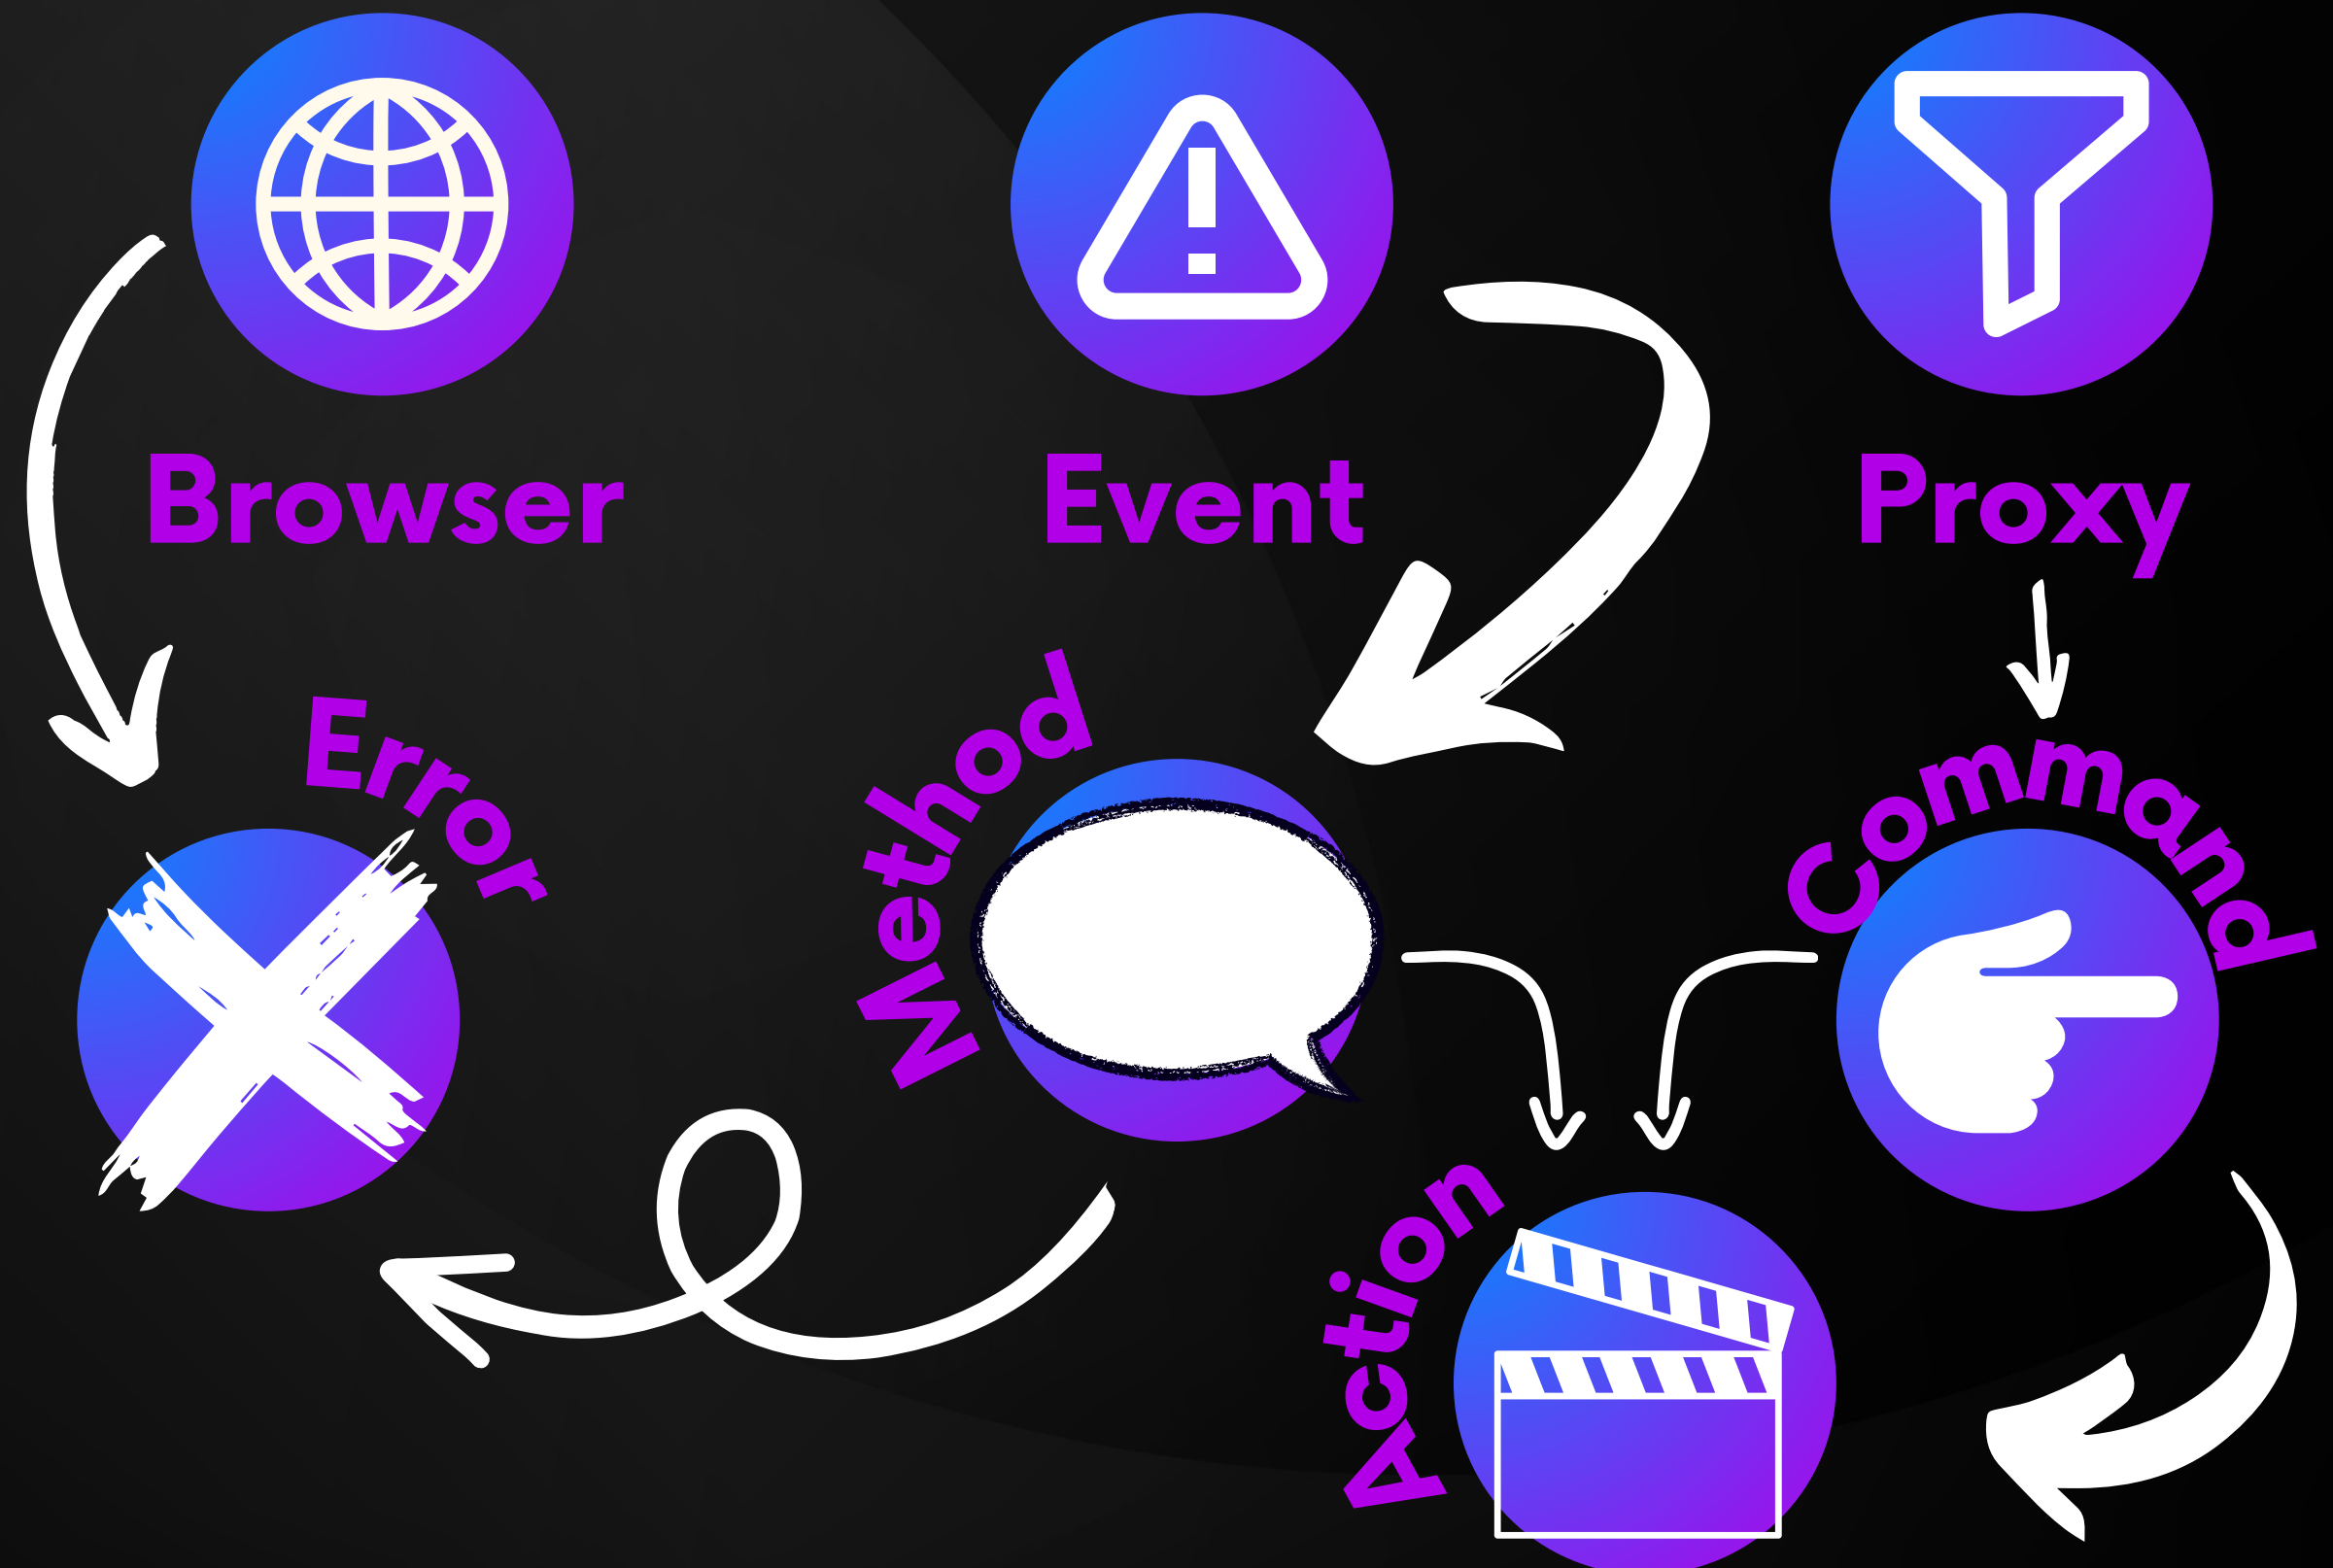 Browser
Event
Proxy
Error
Method
Command
Action